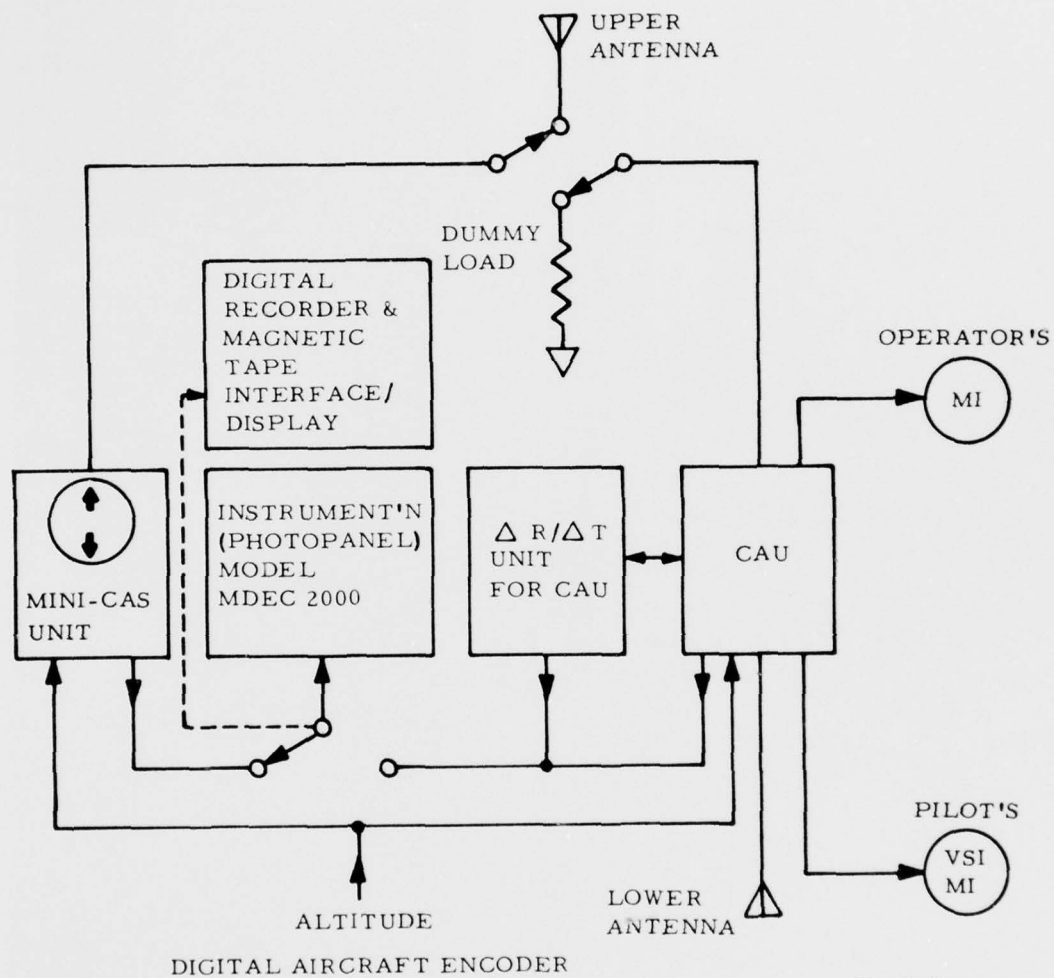 UPPER
ANTENNA
DUMMY
LOAD
DIGITAL
RECORDER &
MAGNETIC
TAPE
INTERFACE/
DISPLAY
OPERATOR'S
MI
MINI-CAS
UNIT
INSTRUMENT'N
(PHOTOPANEL)
MODEL
MDEC 2000
Δ R/Δ T
UNIT
FOR CAU
CAU
PILOT'S
VSI
MI
LOWER
ANTENNA
ALTITUDE
DIGITAL AIRCRAFT ENCODER